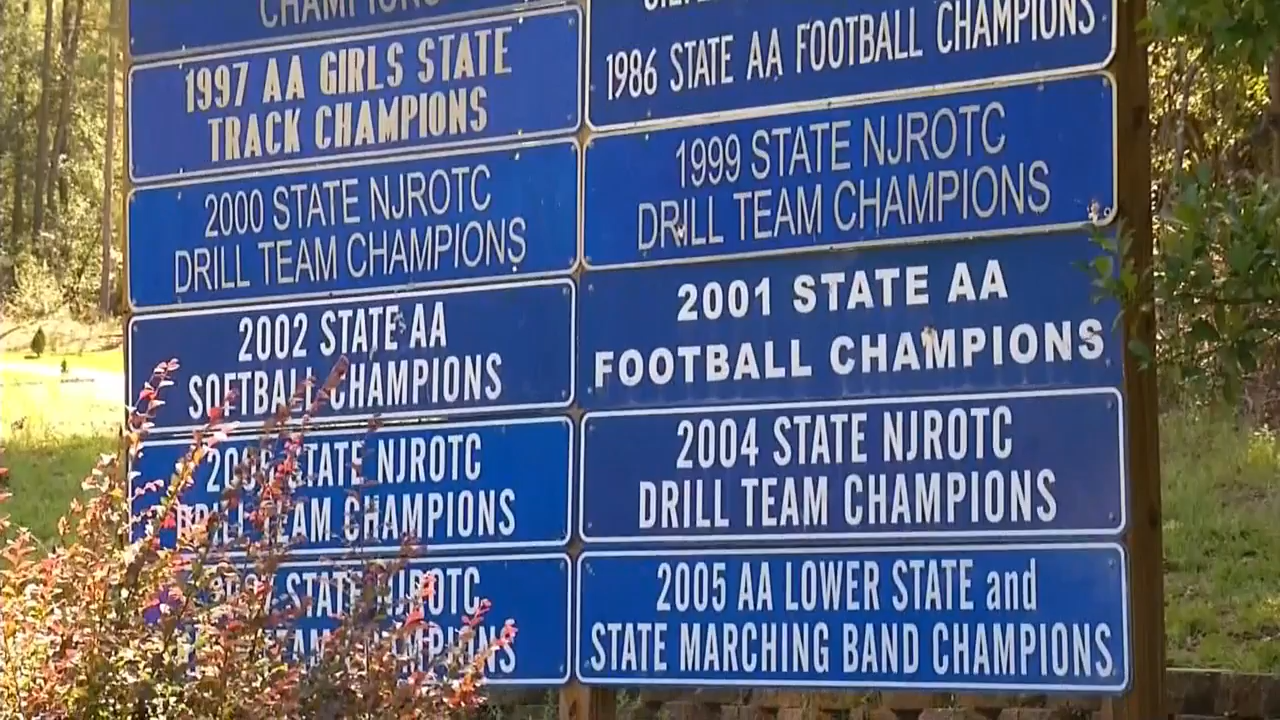 CHAMPIONS
1997 AA GIRLS STATE
TRACK CHAMPIONS
2000 STATE NJROTC
DRILL TEAM CHAMPIONS
2002 STATE AA
SOFTBALL CHAMPIONS
STATE NJROTC
DRILL TEAM CHAMPIONS
STATE NJROTC
TEAM CHAMPIONS
1986 STATE AA FOOTBALL CHAMPIONS
1999 STATE NJROTC
DRILL TEAM CHAMPIONS
2001 STATE AA
FOOTBALL CHAMPIONS
2004 STATE NJROTC
DRILL TEAM CHAMPIONS
2005 AA LOWER STATE and
STATE MARCHING BAND CHAMPIONS